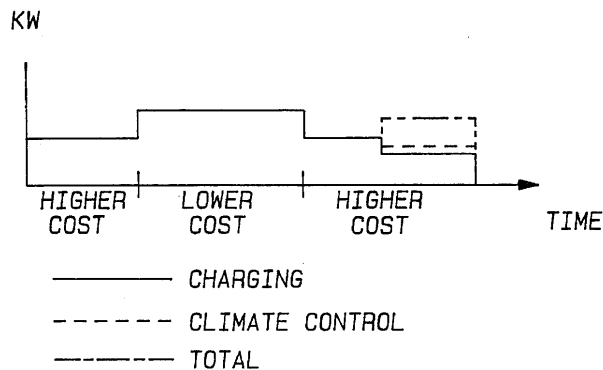 KW
HIGHER LOWER HIGHER
COST COST COST
TIME
CHARGING
CLIMATE CONTROL
TOTAL